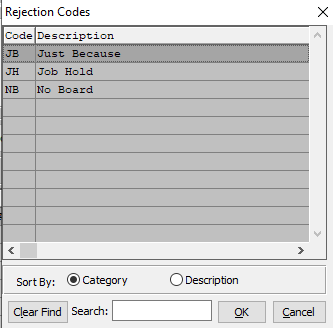 Rejection Codes
Code Description
JB Just Because
JH Job Hold
NB No Board
Sort By: Category Description
Clear Find Search: OK Cancel